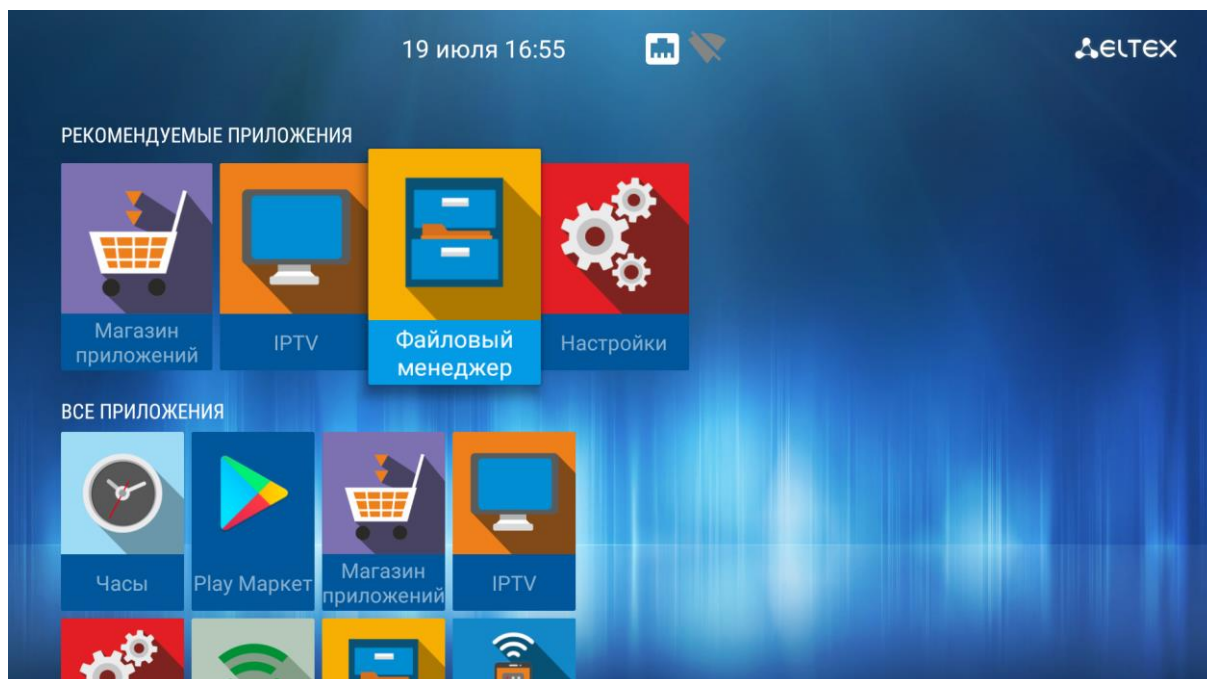 19 июля 16:55
ELTEX
РЕКОМЕНДУЕМЫЕ ПРИЛОЖЕНИЯ
Магазин
приложений
IPTV
Файловый
менеджер
Настройки
ВСЕ ПРИЛОЖЕНИЯ
Часы
Play Маркет
Магазин
приложений
IPTV